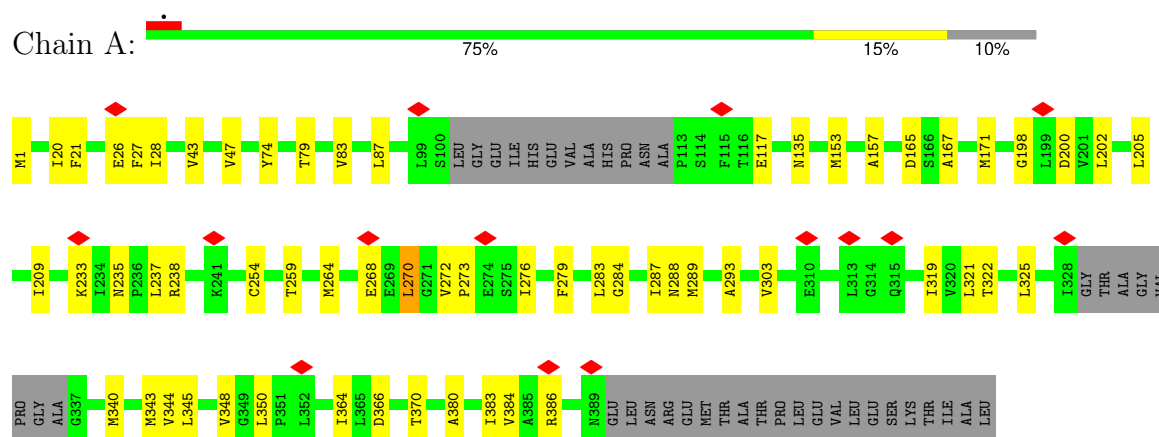 Chain A:
75% 15% 10%
M1 I20 F21 E26 F27 I28 V43 V47 Y74 T79 V83 L87 L99 S100 LEU GLY GLU ILE HIS GLU VAL ALA HIS PRO ASN ALA P113 S114 F115 T116 E117 N135 M153 A157 D165 S166 A167 M171 G198 L199 D200 V201 L202 L205
I209 K233 I234 N235 P236 L237 R238 K241 C254 T259 M264 E268 E269 L270 G271 V272 P273 E274 S275 I276 F279 L283 G284 I287 N288 M289 A293 V303 E310 L313 G314 Q315 I319 V320 L321 T322 L325 I328 GLY THR ALA GLY VAL
PRO GLY ALA G337 M340 M343 V344 L345 V348 G349 L350 P351 L352 I364 L365 D366 T370 A380 I383 V384 A385 R386 N389 GLU LEU ASN ARG GLU MET THR ALA THR PRO LEU GLU VAL LEU GLU SER LYS THR ILE ALA LEU